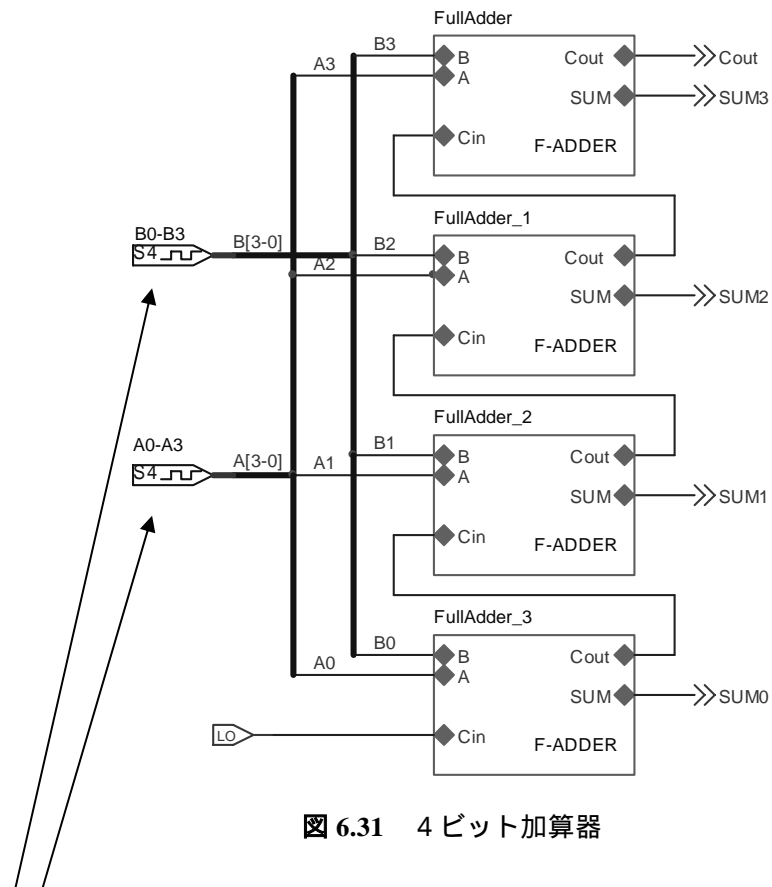 FullAdder
B3
A3
B
A
Cout
Cout
SUM
SUM3
Cin
F-ADDER
FullAdder_1
B0-B3
S4
B[3-0]
B2
A2
B
A
Cout
SUM
SUM2
Cin
F-ADDER
FullAdder_2
A0-A3
S4
A[3-0]
B1
A1
B
A
Cout
SUM
SUM1
Cin
F-ADDER
FullAdder_3
B0
A0
B
A
Cout
SUM
SUM0
LO
Cin
F-ADDER
図 6.31 4ビット加算器